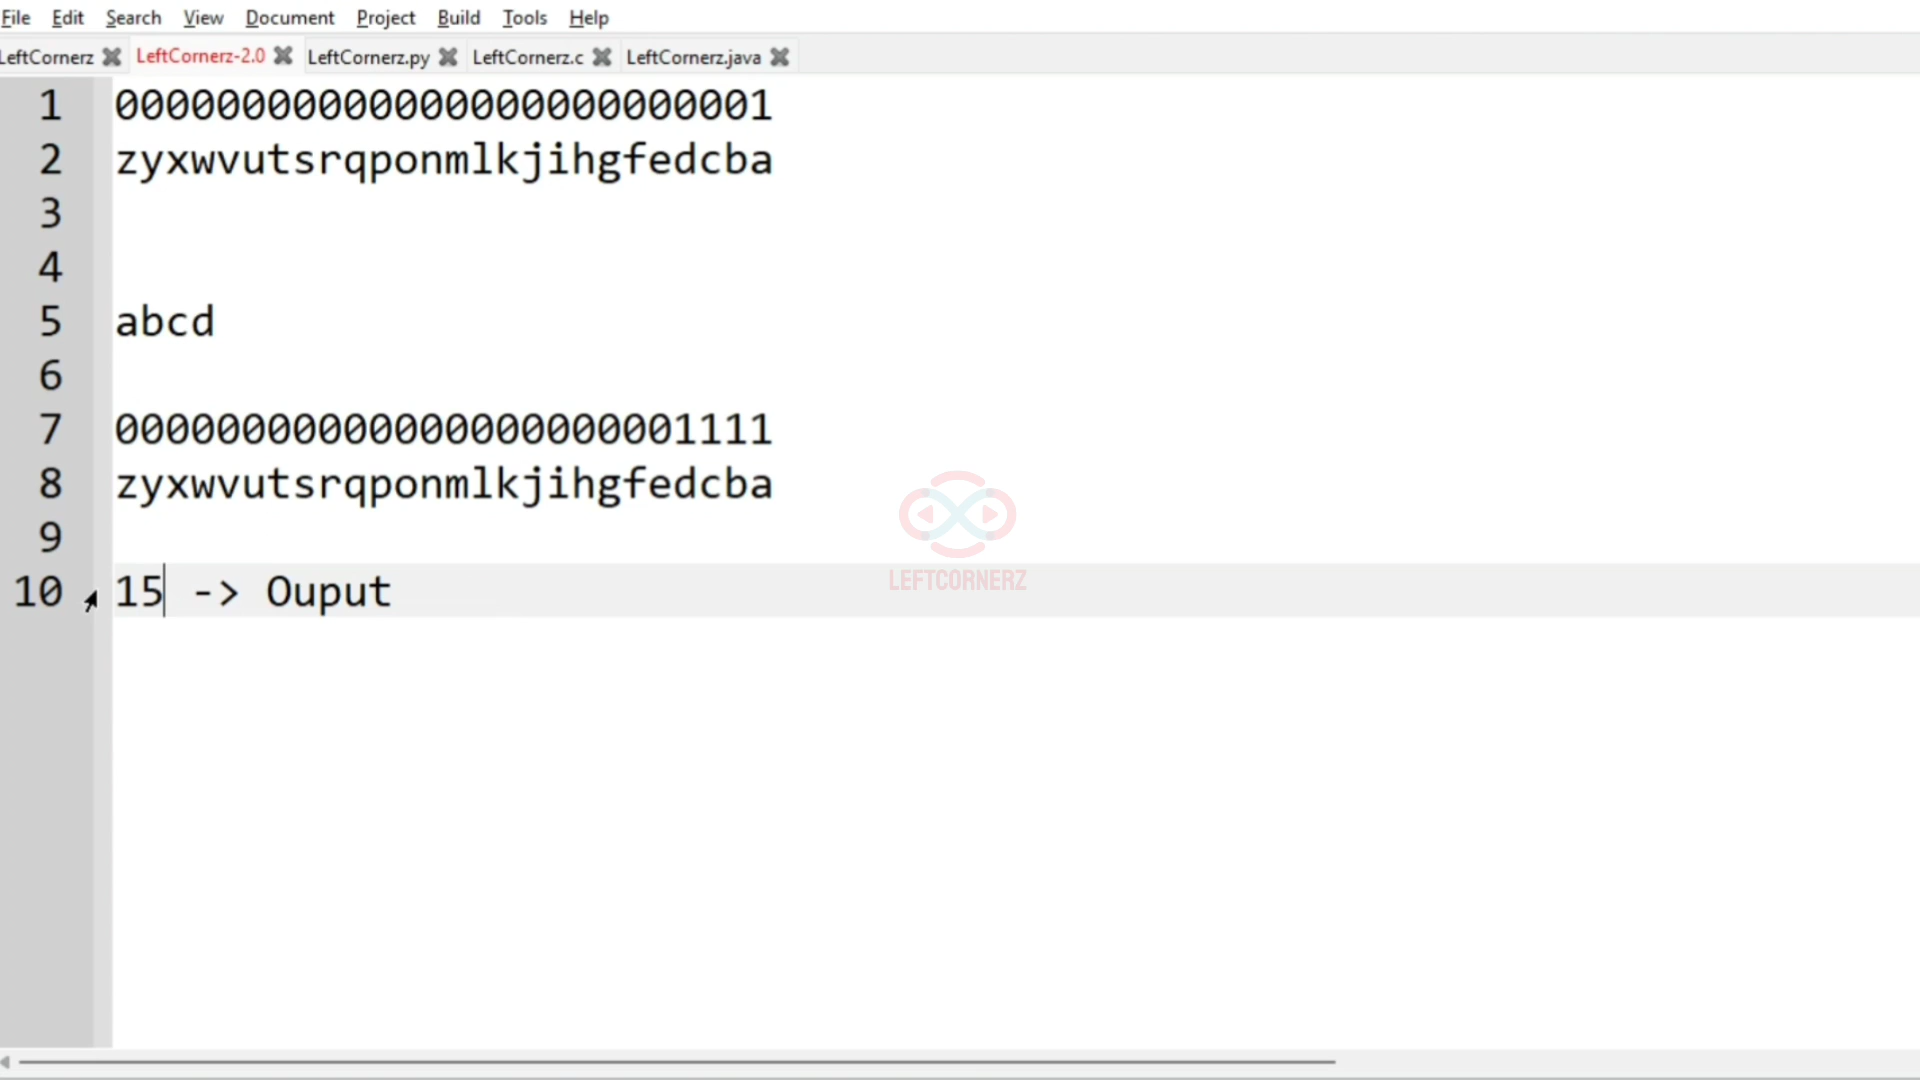 File Edit Search View Document Project Build Tools Help
LeftCornerz LeftCornerz-2.0 LeftCornerz.py LeftCornerz.c LeftCornerz.java
1 00000000000000000000000001
2 zyxwvutsrqponmlkjihgfedcba
3
4
5 abcd
6
7 00000000000000000000001111
8 zyxwvutsrqponmlkjihgfedcba
9
10 15 -> Ouput
LEFTCORNERZ